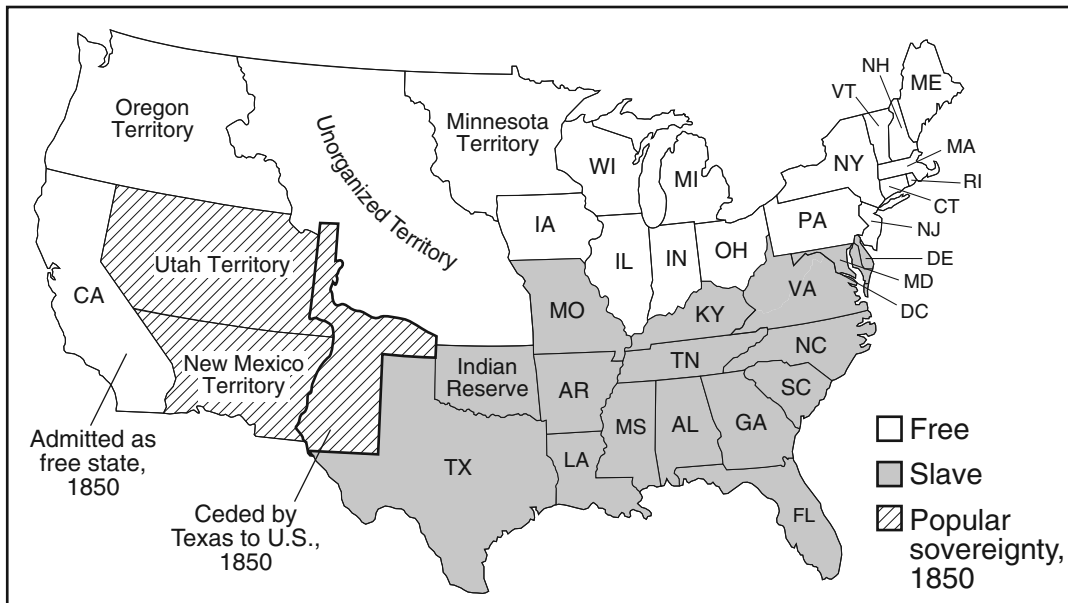 Oregon
Territory
Unorganized Territory
Minnesota
Territory
WI
MI
NY
VT
NH
ME
MA
RI
CT
NJ
PA
DE
MD
DC
IA
IL
IN
OH
CA
Utah Territory
New Mexico
Territory
MO
KY
VA
Indian
Reserve
AR
TN
NC
SC
MS
AL
GA
LA
TX
FL
Admitted as
free state,
1850
Ceded by
Texas to U.S.,
1850
Free
Slave
Popular
sovereignty,
1850